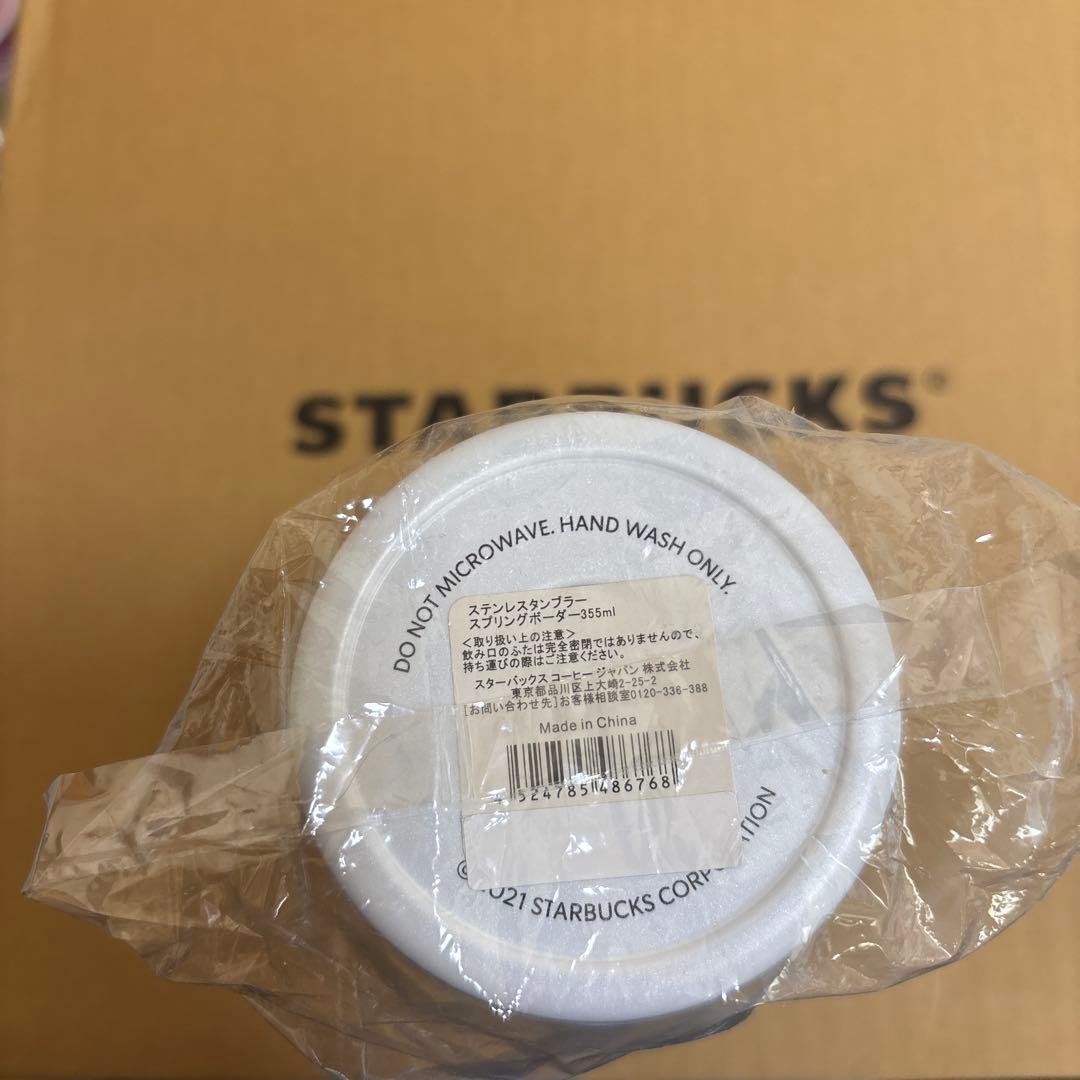 STARBUCKS
DO NOT MICROWAVE. HAND WASH ONLY.
ステンレスタンブラー
スプリングボーダー355ml
＜取り扱い上の注意＞
飲み口のふたは完全密閉ではありませんので、
持ち運びの際はご注意ください。
スターバックス コーヒー ジャパン 株式会社
東京都品川区上大崎2-25-2
[お問い合わせ先]お客様相談室0120-336-388
Made in China
4 524785 486768
© 2021 STARBUCKS CORPORATION